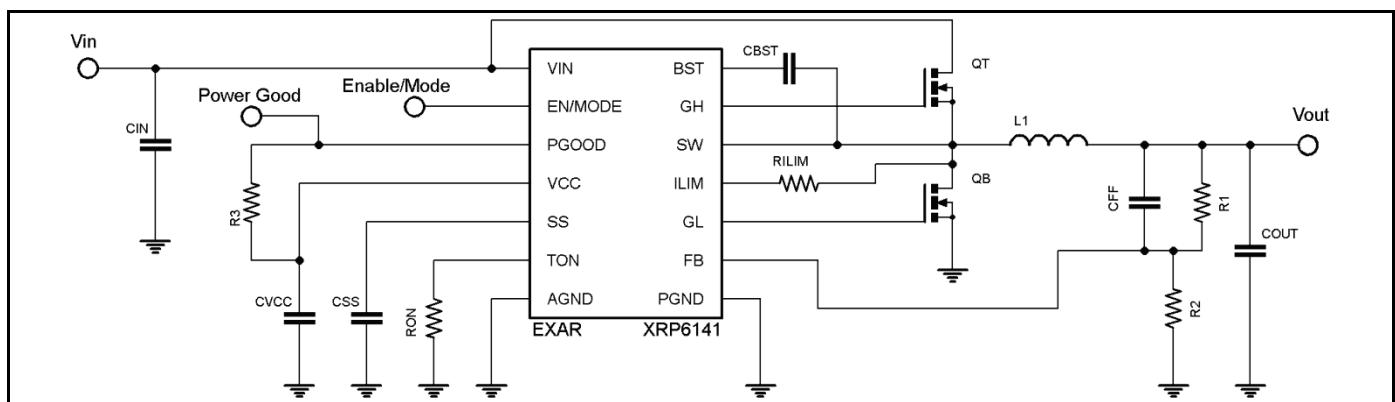 Vin
CIN
Power Good
Enable/Mode
R3
CVCC
CSS
RON
VIN
EN/MODE
PGOOD
VCC
SS
TON
AGND
BST
GH
SW
ILIM
GL
FB
PGND
EXAR XRP6141
CBST
RILIM
QT
QB
L1
CFF
R1
R2
COUT
Vout